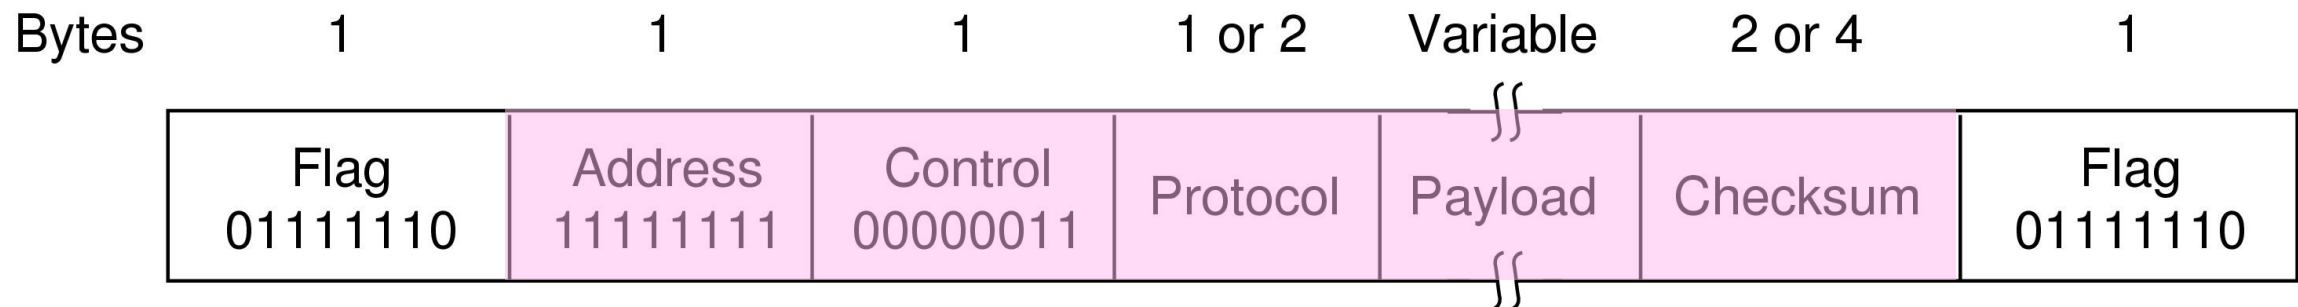 Bytes 1 1 1 1 or 2 Variable 2 or 4 1
Flag Address Control Protocol Payload Checksum Flag
01111110 11111111 00000011 01111110